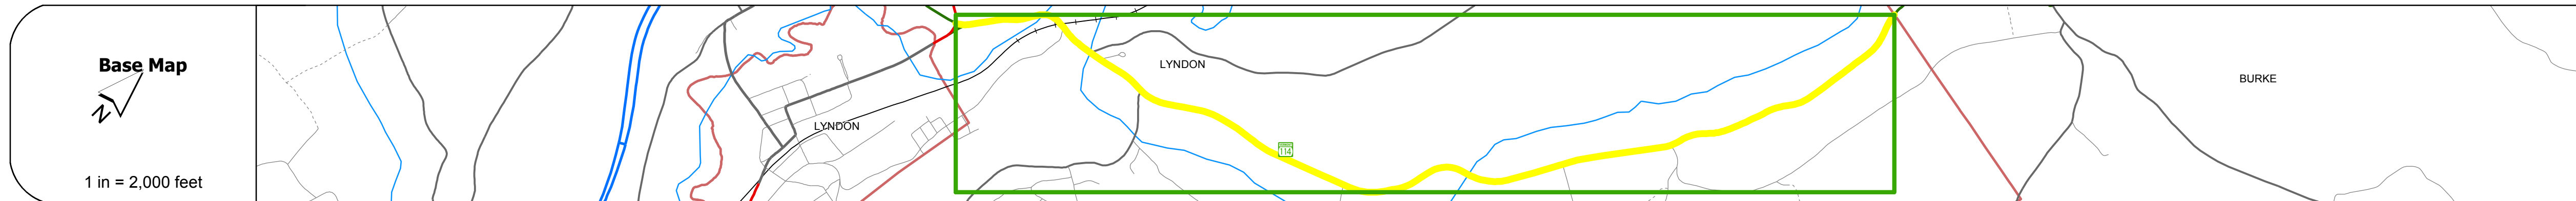 Base Map
N
1 in = 2,000 feet
LYNDON
LYNDON
114
BURKE